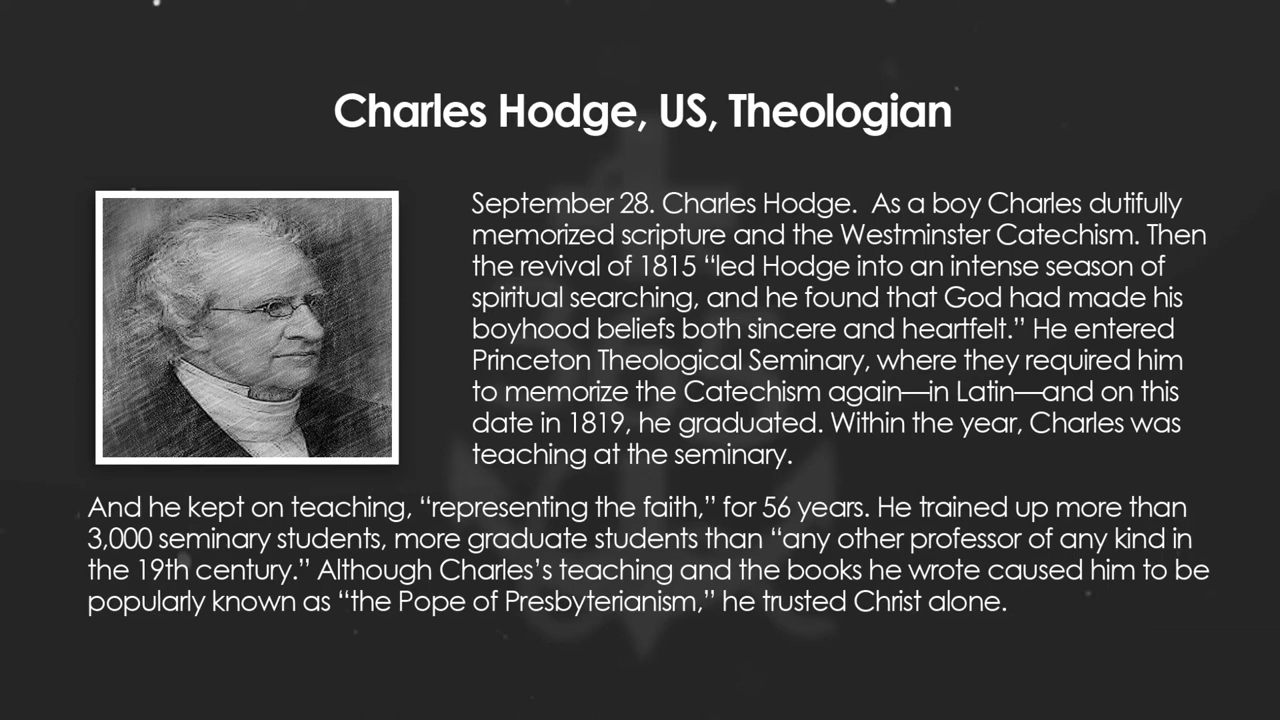 Charles Hodge, US, Theologian
September 28. Charles Hodge.  As a boy Charles dutifully
memorized scripture and the Westminster Catechism. Then
the revival of 1815 “led Hodge into an intense season of
spiritual searching, and he found that God had made his
boyhood beliefs both sincere and heartfelt.” He entered
Princeton Theological Seminary, where they required him
to memorize the Catechism again—in Latin—and on this
date in 1819, he graduated. Within the year, Charles was
teaching at the seminary.
And he kept on teaching, “representing the faith,” for 56 years. He trained up more than
3,000 seminary students, more graduate students than “any other professor of any kind in
the 19th century.” Although Charles’s teaching and the books he wrote caused him to be
popularly known as “the Pope of Presbyterianism,” he trusted Christ alone.